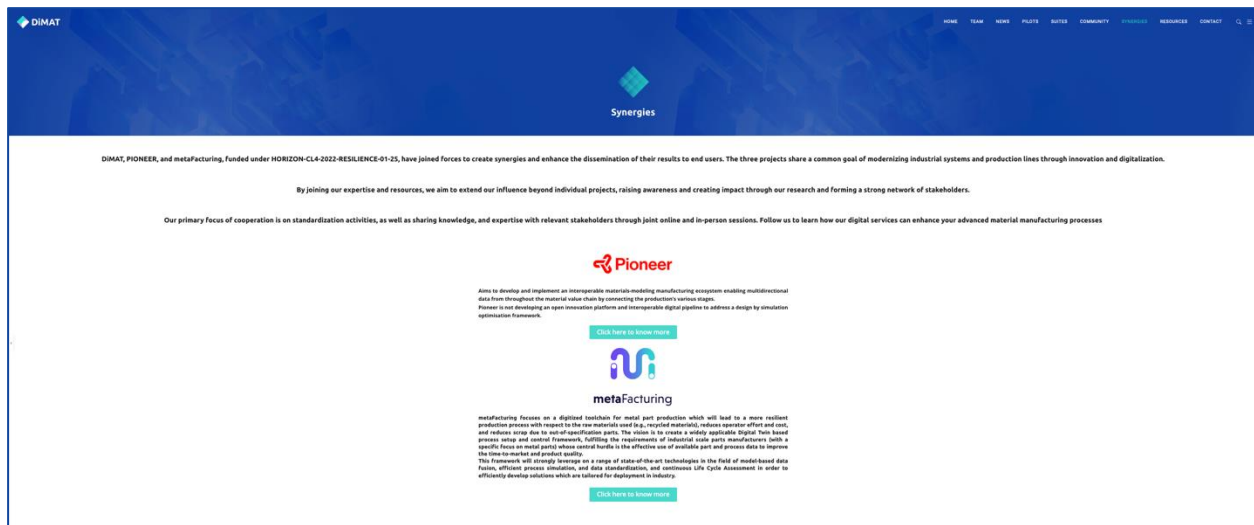 DiMAT
HOME TEAM NEWS PILOTS SUITES COMMUNITY SYNERGIES RESOURCES CONTACT
Synergies
DiMAT, PIONEER, and metaFacturing, funded under HORIZON-CL4-2022-RESILIENCE-01-25, have joined forces to create synergies and enhance the dissemination of their results to end users. The three projects share a common goal of modernizing industrial systems and production lines through innovation and digitalization.
By joining our expertise and resources, we aim to extend our influence beyond individual projects, raising awareness and creating impact through our research and forming a strong network of stakeholders.
Our primary focus of cooperation is on standardization activities, as well as sharing knowledge, and expertise with relevant stakeholders through joint online and in-person sessions. Follow us to learn how our digital services can enhance your advanced material manufacturing processes
Pioneer
Aims to develop and implement an interoperable materials-modeling manufacturing ecosystem enabling multidirectional
data from throughout the material value chain by connecting the production's various stages.
Pioneer is not developing an open innovation platform and interoperable digital pipeline to address a design by simulation
optimisation framework.
Click here to know more
metaFacturing
metaFacturing focuses on a digitized toolchain for metal part production which will lead to a more resilient
production process with respect to the raw materials used (e.g., recycled materials), reduces operator effort and cost,
and reduces scrap due to out-of-specification parts. The vision is to create a widely applicable Digital Twin based
process setup and control framework, fulfilling the requirements of industrial scale parts manufacturers (with a
specific focus on metal parts) whose central hurdle is the effective use of available part and process data to improve
the time-to-market and product quality.
This framework will strongly leverage on a range of state-of-the-art technologies in the field of model-based data
fusion, efficient process simulation, and data standardization, and continuous Life Cycle Assessment in order to
efficiently develop solutions which are tailored for deployment in industry.
Click here to know more